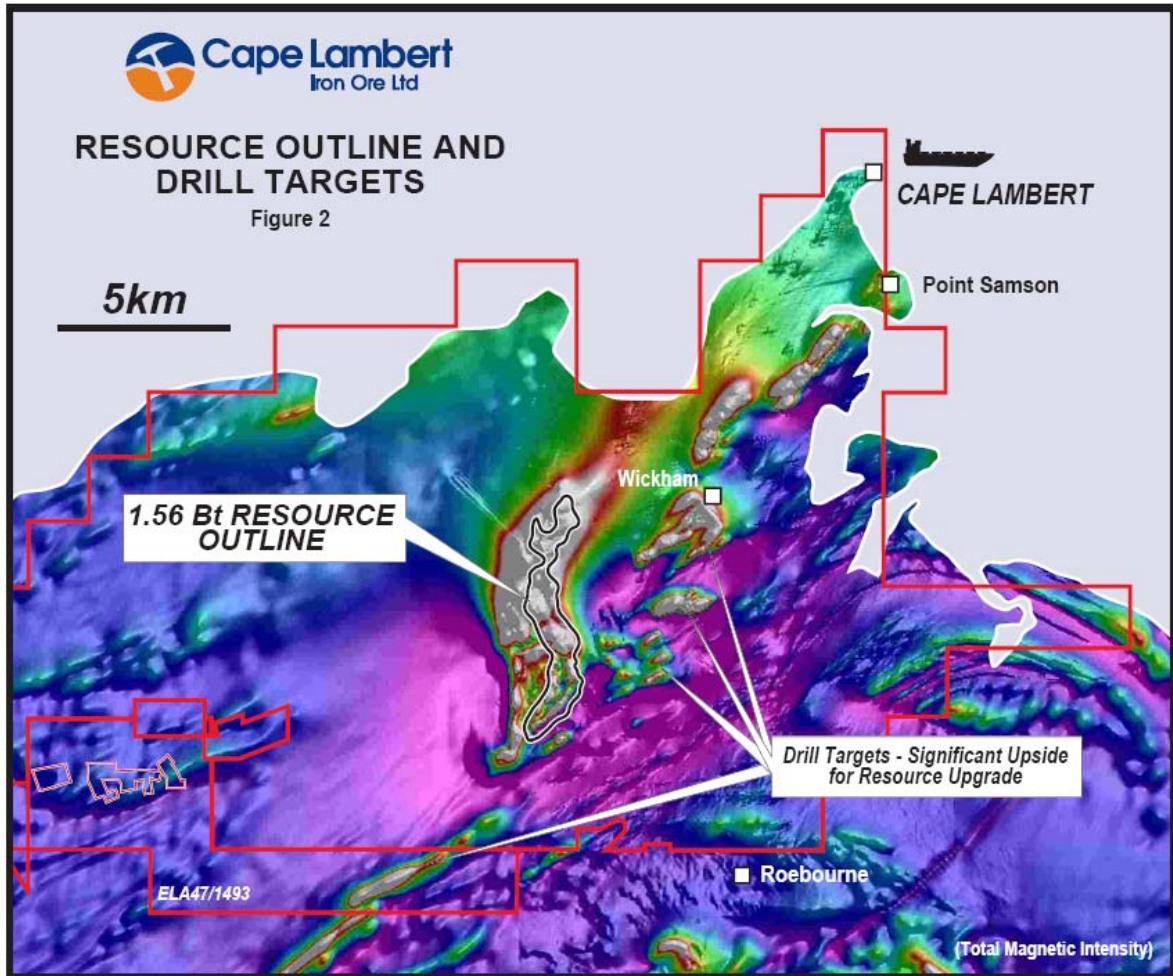 Cape Lambert
Iron Ore Ltd
RESOURCE OUTLINE AND
DRILL TARGETS
Figure 2
5km
CAPE LAMBERT
Point Samson
Wickham
1.56 Bt RESOURCE
OUTLINE
Drill Targets - Significant Upside
for Resource Upgrade
Roebourne
ELA47/1493
(Total Magnetic Intensity)